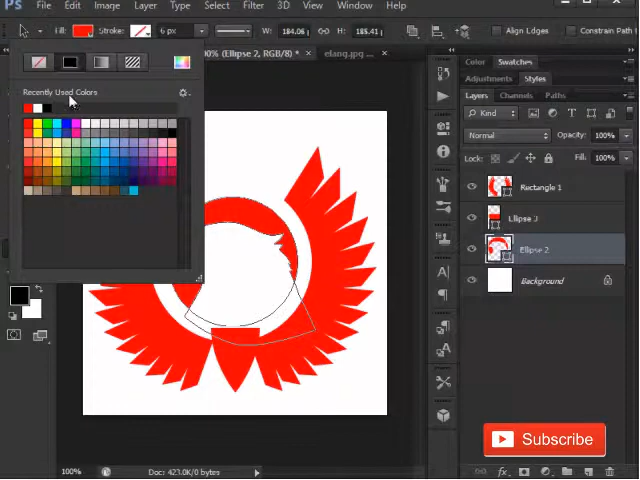 Ps File Edit Image Layer Type Select Filter 3D View Window Help
Fill: Stroke: 6 px W: 184.06 H: 185.41 Align Edges Constrain Path
0% (Ellipse 2, RGB/8) * × elang.jpg ... ×
Recently Used Colors
Color Swatches
Adjustments Styles
Layers Channels Paths
Kind
Normal Opacity: 100%
Lock: Fill: 100%
Rectangle 1
Ellipse 3
Ellipse 2
Background
Subscribe
100% Doc: 423.0K/0 bytes
fx